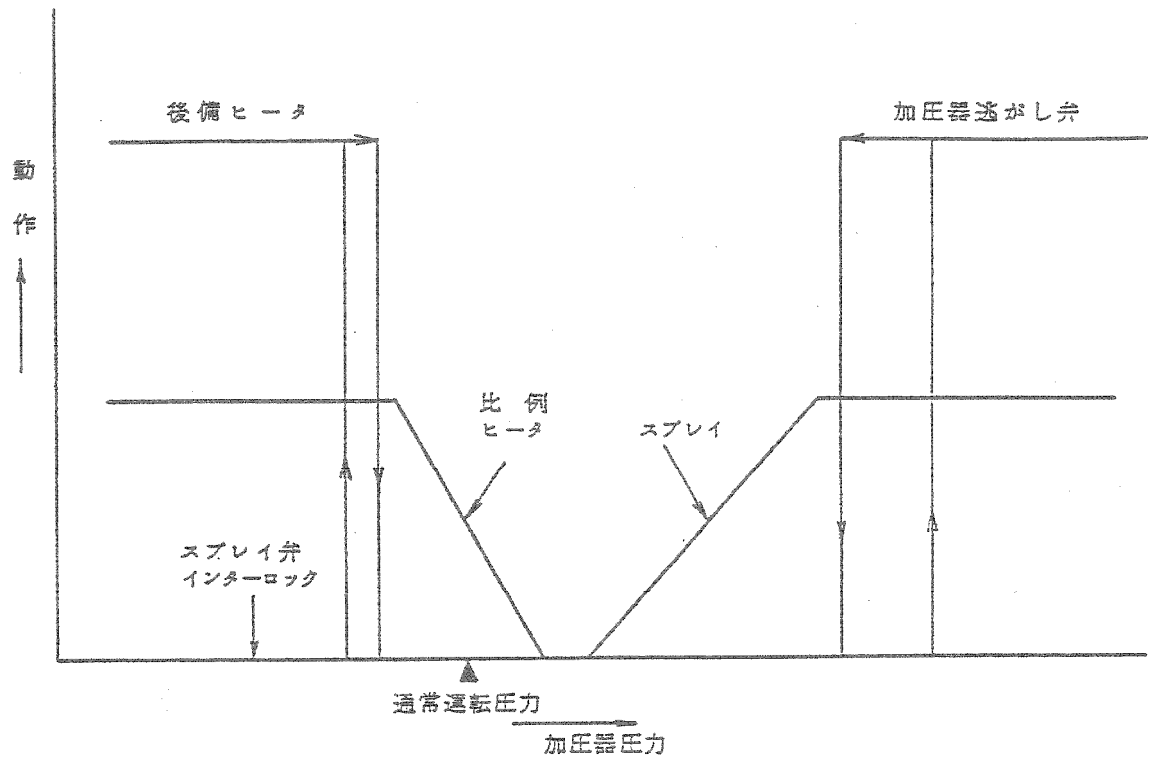 後備ヒータ
加圧器逃がし弁
動作
比例
ヒータ
スプレイ
スプレイ弁
インターロック
通常運転圧力
加圧器圧力